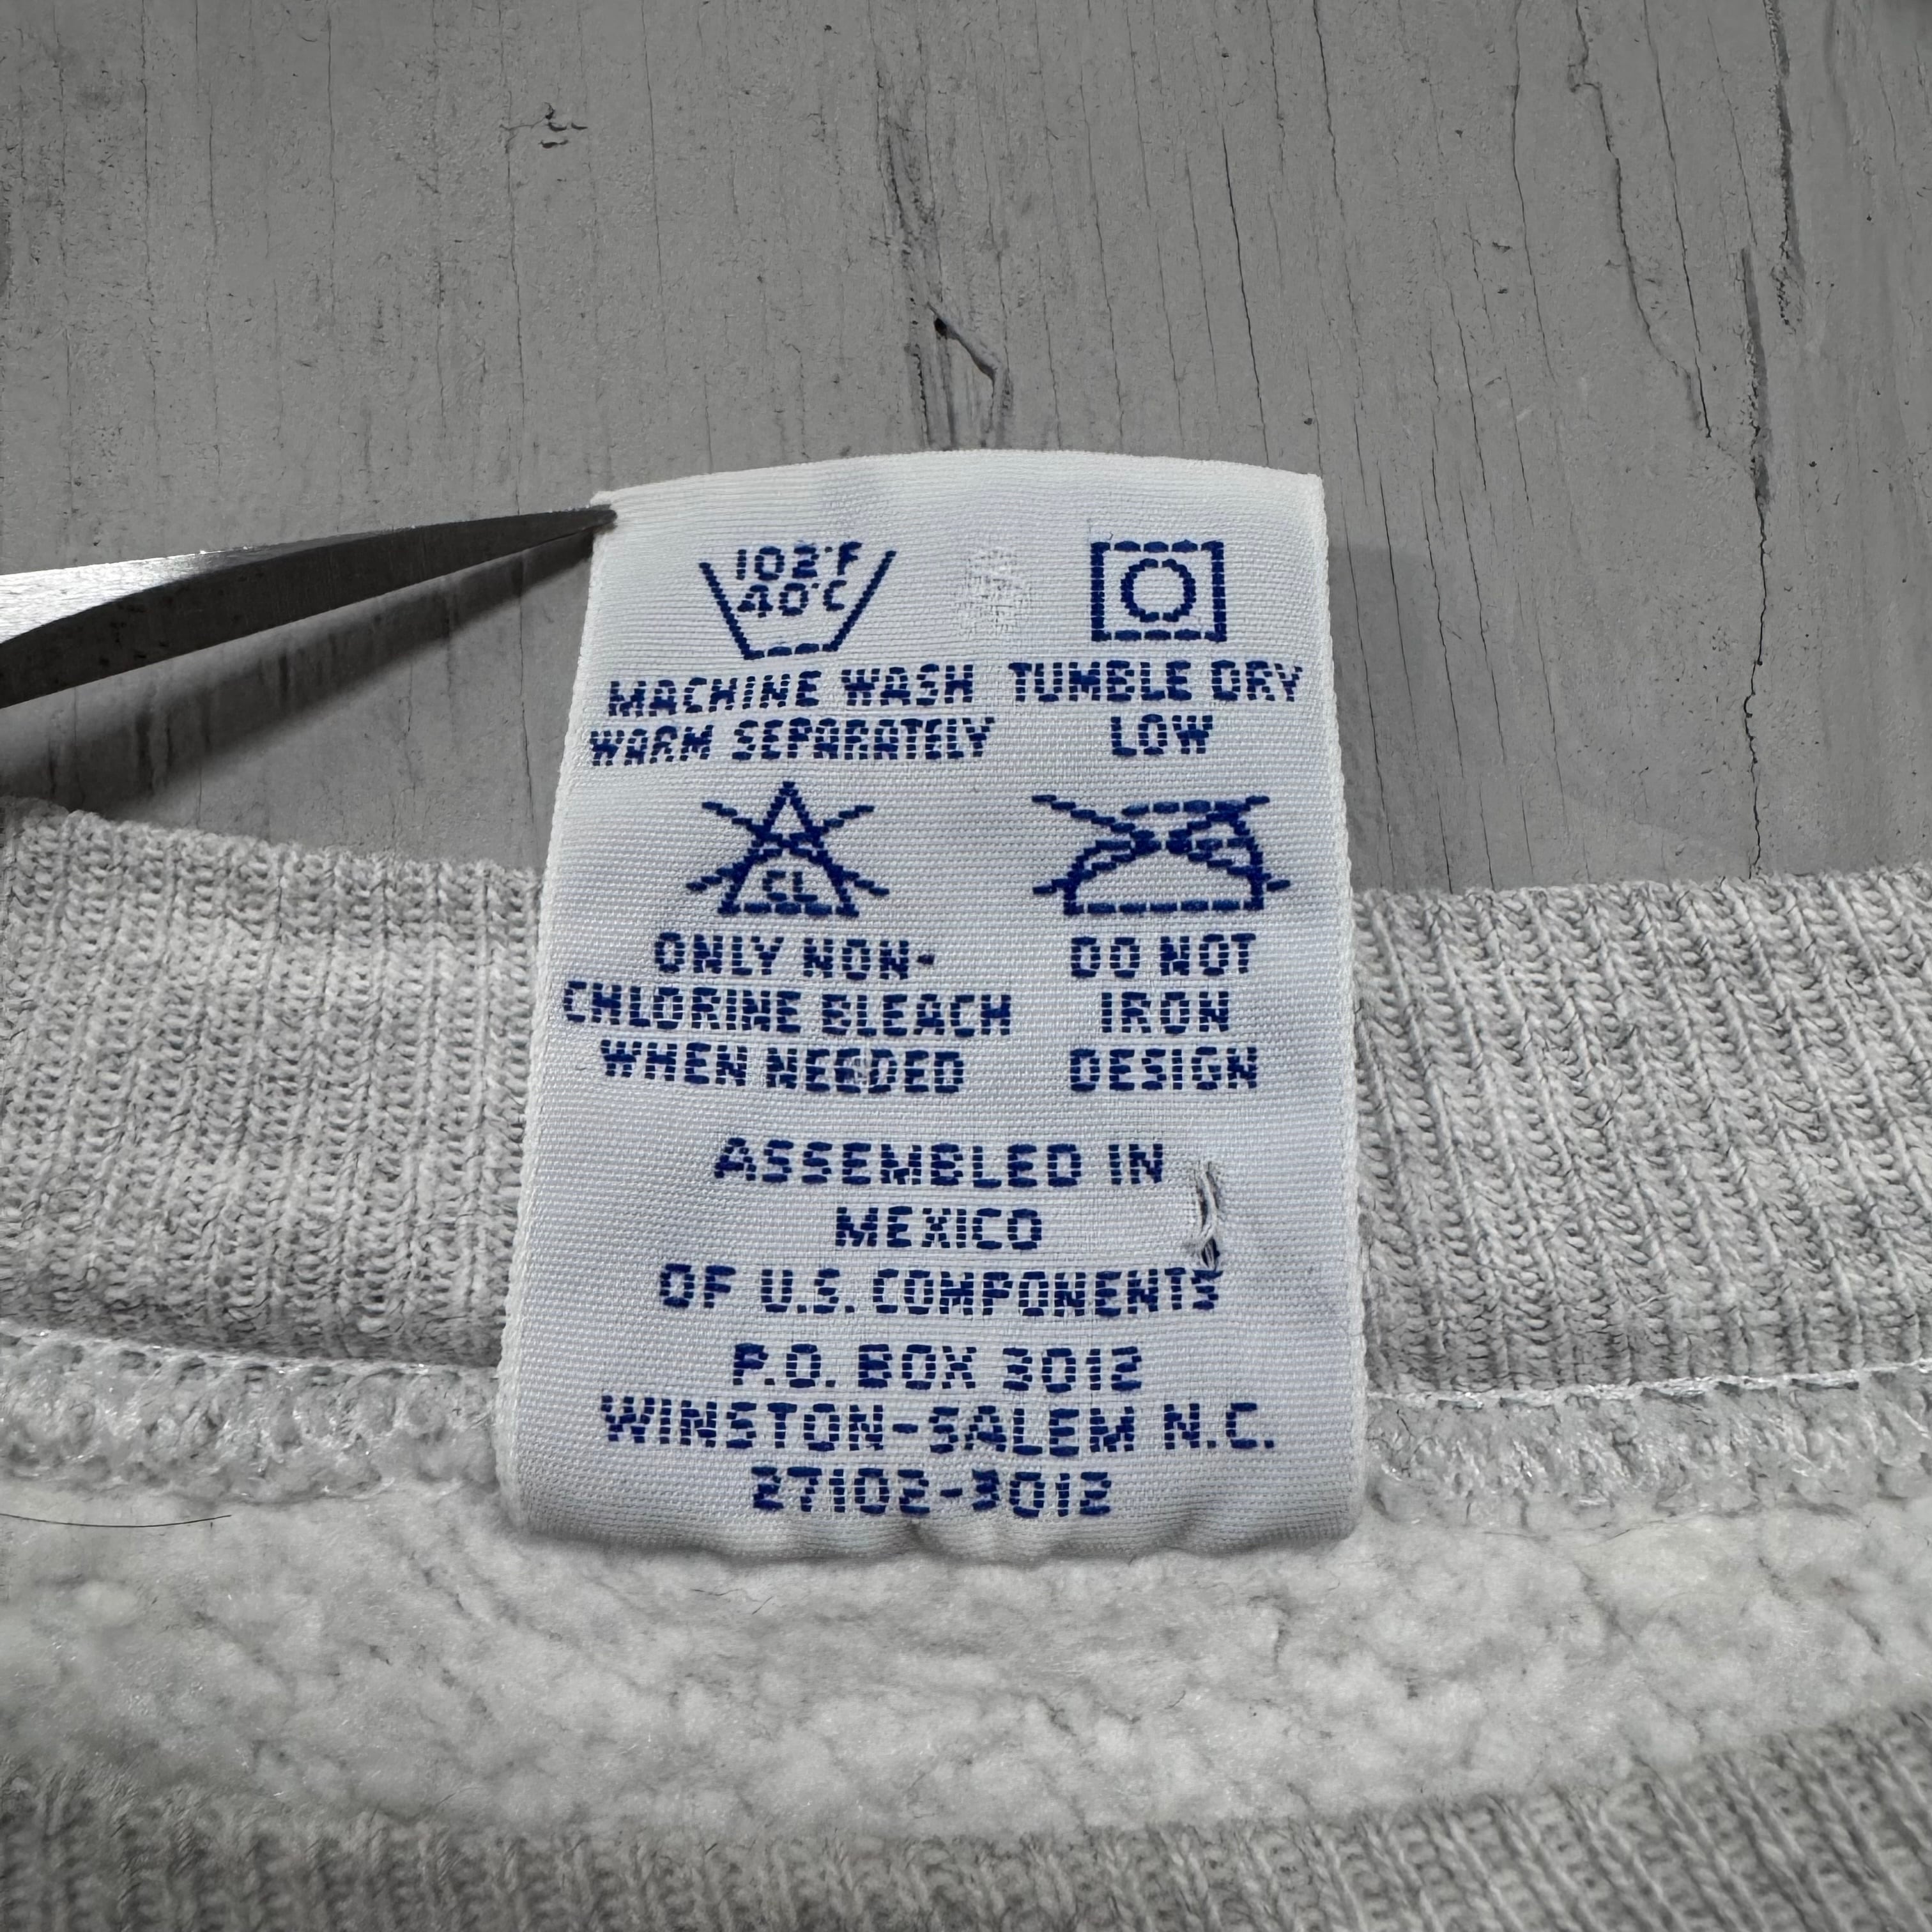 102°F
40°C
MACHINE WASH
WARM SEPARATELY
TUMBLE DRY
LOW
CL
ONLY NON-
CHLORINE BLEACH
WHEN NEEDED
DO NOT
IRON
DESIGN
ASSEMBLED IN
MEXICO
OF U.S. COMPONENTS
P.O. BOX 3012
WINSTON-SALEM N.C.
27102-3012